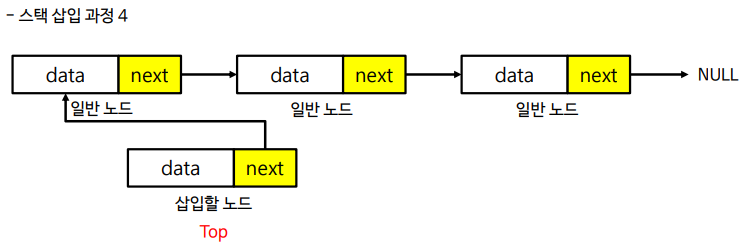 - 스택 삽입 과정 4
data next data next data next NULL
일반 노드 일반 노드 일반 노드
data next
삽입할 노드
Top